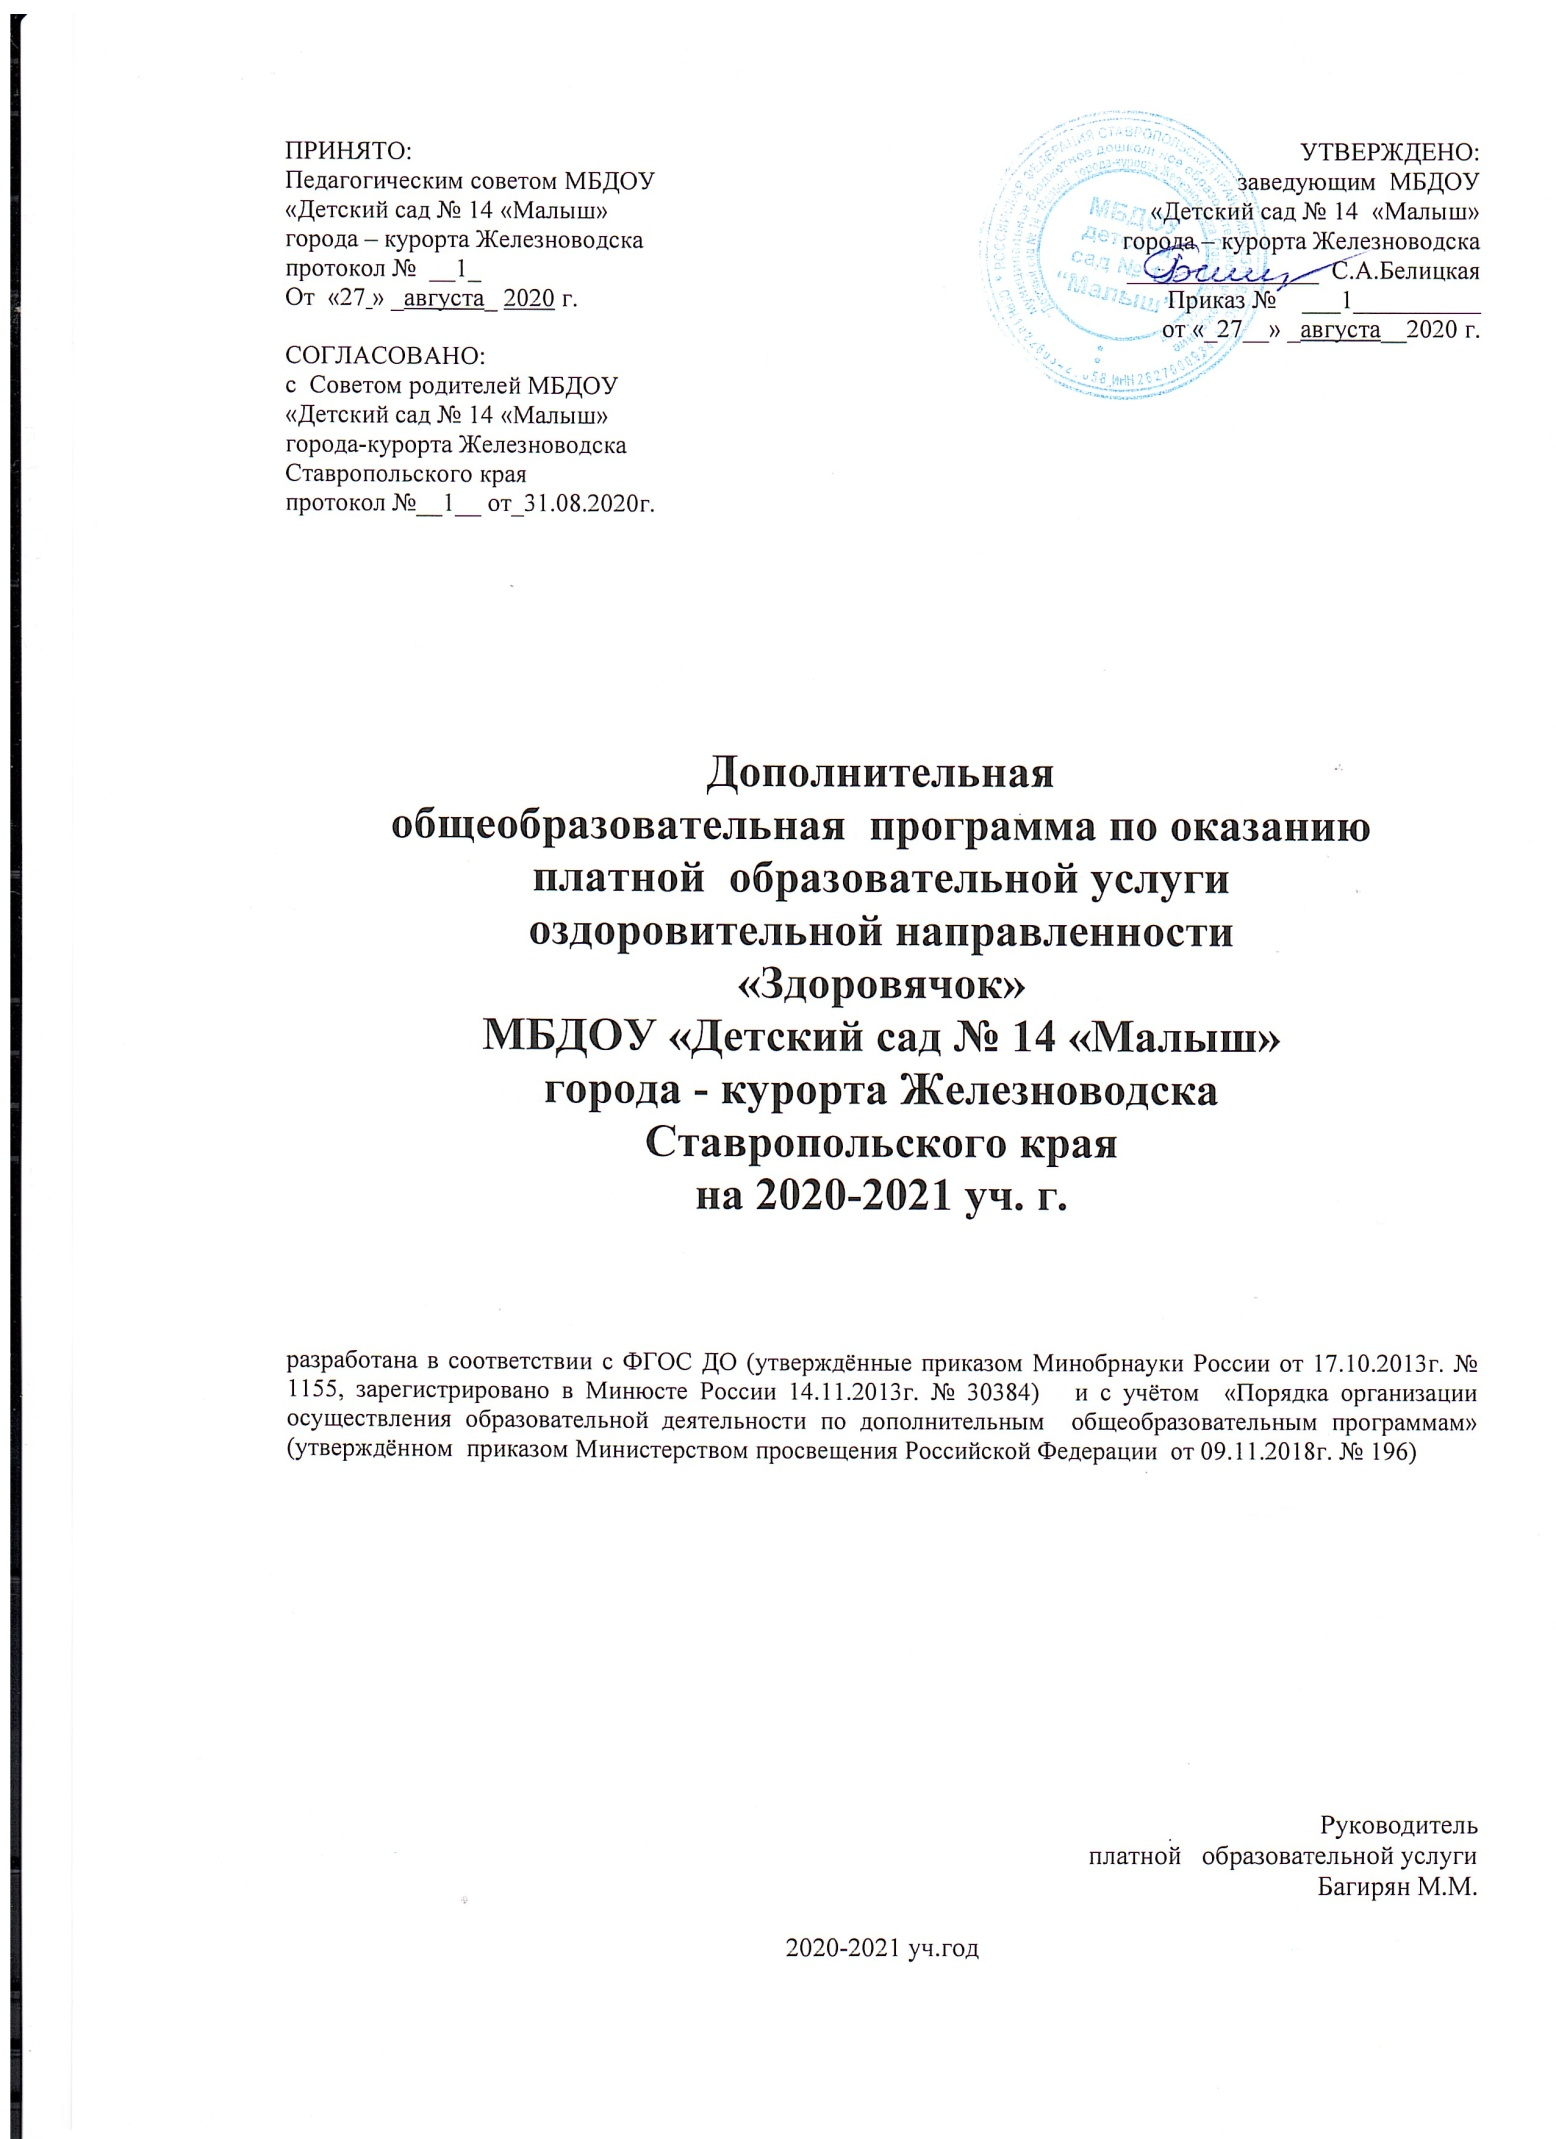 ПРИНЯТО:
Педагогическим советом МБДОУ
«Детский сад № 14 «Малыш»
города – курорта Железноводска
протокол № __1_
От «27_» _августа_ 2020 г.
СОГЛАСОВАНО:
с Советом родителей МБДОУ
«Детский сад № 14 «Малыш»
города-курорта Железноводска
Ставропольского края
протокол №__1__ от_31.08.2020г.
УТВЕРЖДЕНО:
заведующим МБДОУ
«Детский сад № 14 «Малыш»
города – курорта Железноводска
_______________ С.А.Белицкая
Приказ № ___1__________
от «_27__» _августа__2020 г.
МБДОУ
сад №
"Малыш"
Дополнительная
общеобразовательная программа по оказанию
платной образовательной услуги
оздоровительной направленности
«Здоровячок»
МБДОУ «Детский сад № 14 «Малыш»
города - курорта Железноводска
Ставропольского края
на 2020-2021 уч. г.
разработана в соответствии с ФГОС ДО (утверждённые приказом Минобрнауки России от 17.10.2013г. №
1155, зарегистрировано в Минюсте России 14.11.2013г. № 30384) и с учётом «Порядка организации
осуществления образовательной деятельности по дополнительным общеобразовательным программам»
(утверждённом приказом Министерством просвещения Российской Федерации от 09.11.2018г. № 196)
Руководитель
платной образовательной услуги
Багирян М.М.
2020-2021 уч.год